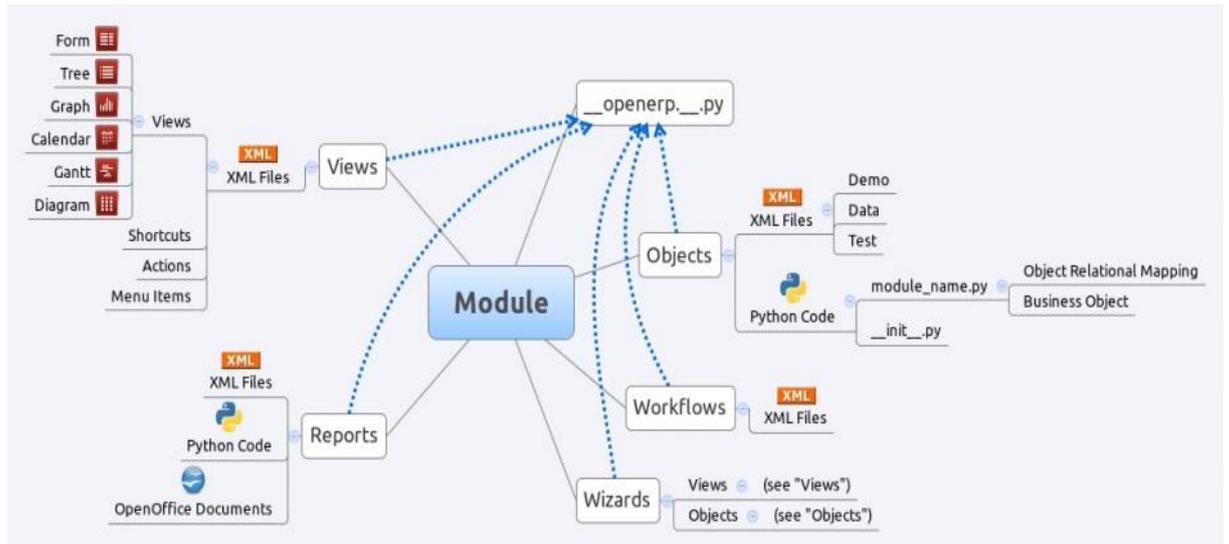 Form
Tree
Graph
Calendar
Gantt
Diagram
Views
Shortcuts
Actions
Menu Items
XML
XML Files
Views
__openerp.__.py
Module
Objects
XML
XML Files
Demo
Data
Test
Python Code
module_name.py
Object Relational Mapping
Business Object
__init__.py
XML
XML Files
Python Code
OpenOffice Documents
Reports
Workflows
XML
XML Files
Wizards
Views
(see "Views")
Objects
(see "Objects")